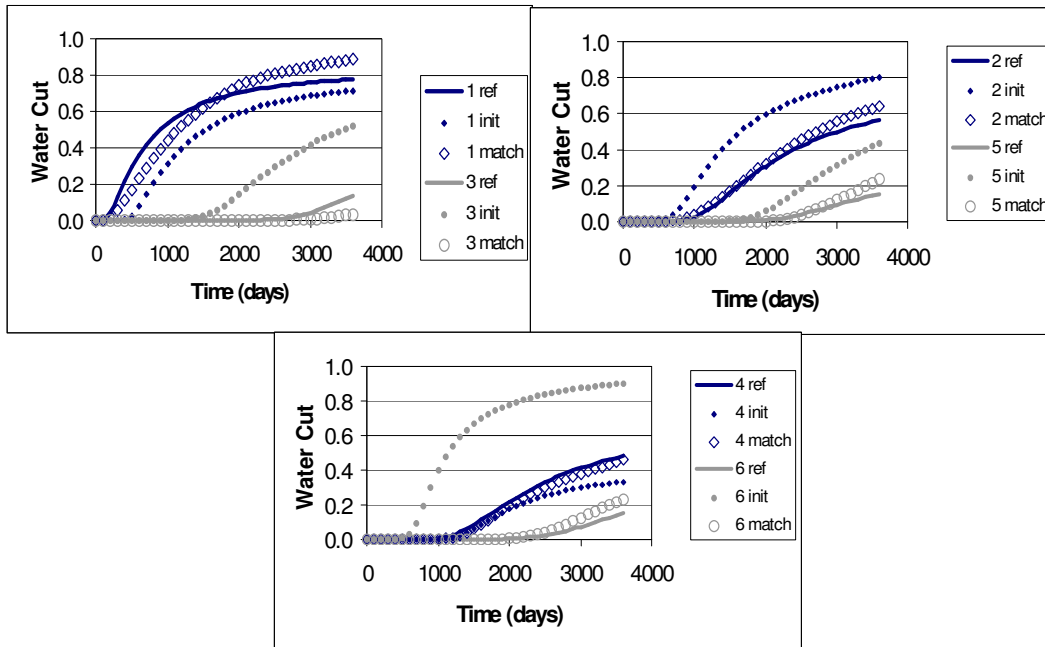 1.0
0.8
0.6
0.4
0.2
0.0
Water Cut
0 1000 2000 3000 4000
Time (days)
1 ref
1 init
1 match
3 ref
3 init
3 match
1.0
0.8
0.6
0.4
0.2
0.0
Water Cut
0 1000 2000 3000 4000
Time (days)
2 ref
2 init
2 match
5 ref
5 init
5 match
1.0
0.8
0.6
0.4
0.2
0.0
Water Cut
0 1000 2000 3000 4000
Time (days)
4 ref
4 init
4 match
6 ref
6 init
6 match